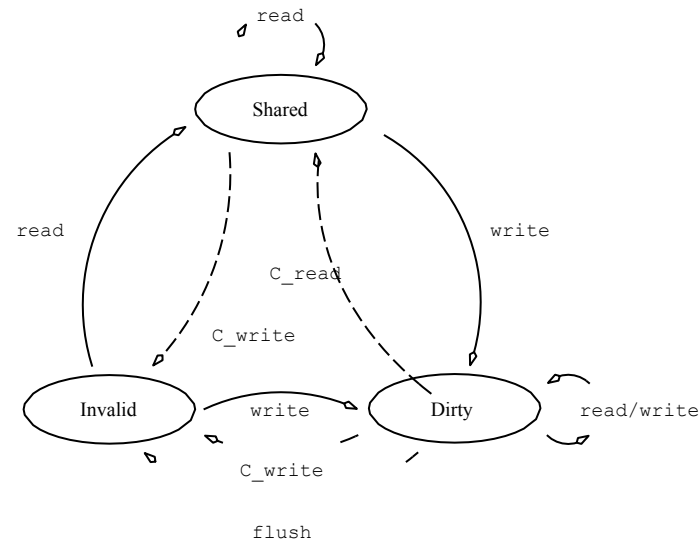 read
Shared
read
write
C_read
C_write
Invalid
write
Dirty
read/write
C_write
flush